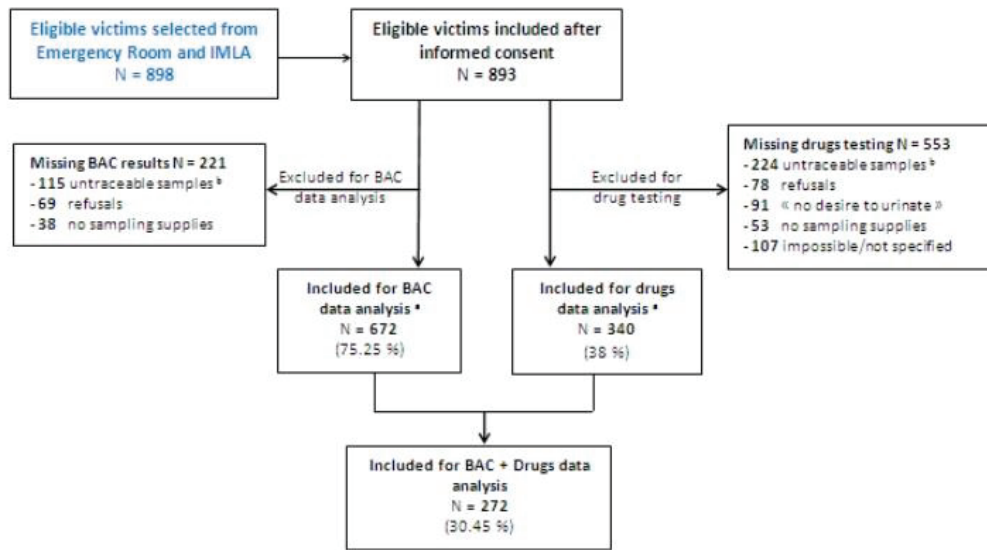 Eligible victims selected from
Emergency Room and IMLA
N = 898
Eligible victims included after
informed consent
N = 893
Missing BAC results N = 221
-115 untraceable samples ᵇ
-69 refusals
-38 no sampling supplies
Excluded for BAC
data analysis
Excluded for
drug testing
Missing drugs testing N = 553
-224 untraceable samples ᵇ
-78 refusals
-91 « no desire to urinate »
-53 no sampling supplies
-107 impossible/not specified
Included for BAC
data analysis ᵃ
N = 672
(75.25 %)
Included for drugs
data analysis ᵃ
N = 340
(38 %)
Included for BAC + Drugs data
analysis
N = 272
(30.45 %)